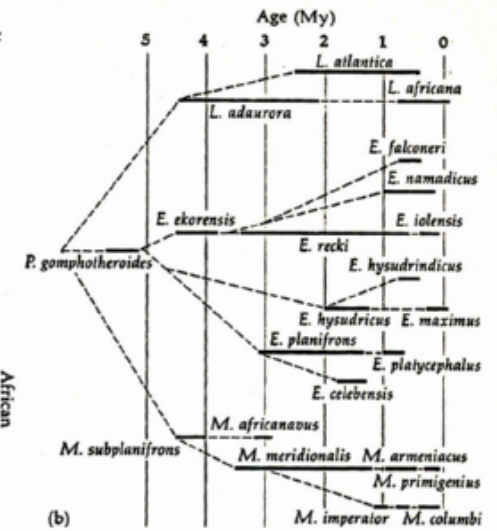 Age (My)
5 4 3 2 1 0
L. atlantica
L. africana
L. adaurora
E. falconeri
E. namadicus
E. ekorensis
E. iolensis
E. recki
P. gomphotheroides
E. hysudrindicus
E. hysudricus E. maximus
E. planifrons
E. platycephalus
E. celebensis
M. africanavus
M. subplanifrons
M. meridionalis M. armeniacus
M. primigenius
M. imperator M. columbi
(b)
African